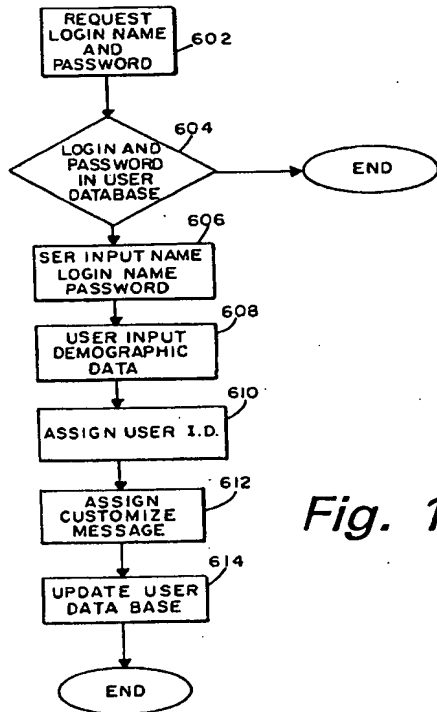 REQUEST
LOGIN NAME
AND
PASSWORD
602
604
LOGIN AND
PASSWORD
IN USER
DATABASE
END
606
SER INPUT NAME
LOGIN NAME
PASSWORD
608
USER INPUT
DEMOGRAPHIC
DATA
610
ASSIGN USER I.D.
612
ASSIGN
CUSTOMIZE
MESSAGE
Fig. 1
614
UPDATE USER
DATA BASE
END